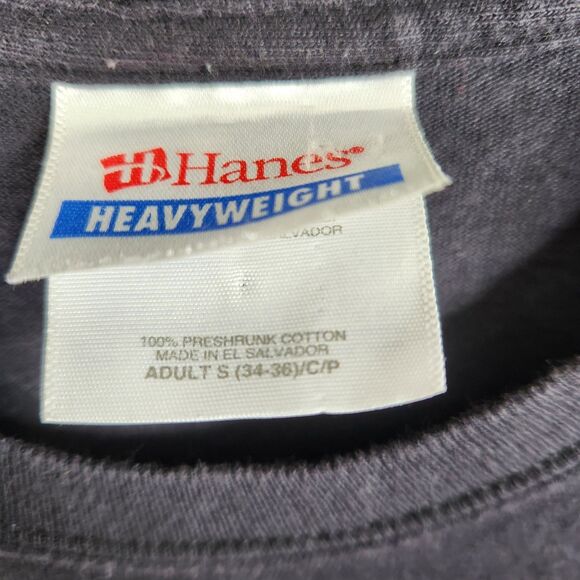 Hanes®
HEAVYWEIGHT
100% PRESHRUNK COTTON
MADE IN EL SALVADOR
ADULT S (34-36)/C/P